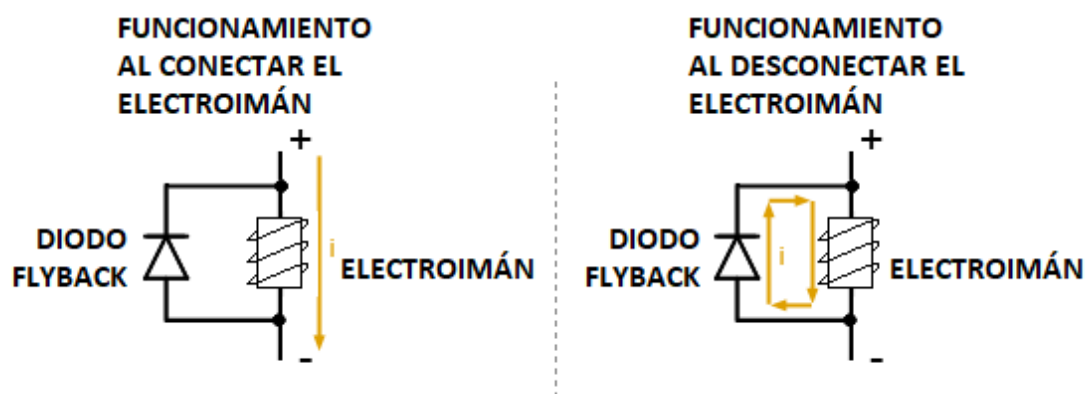 FUNCIONAMIENTO
AL CONECTAR EL
ELECTROIMÁN
+
DIODO
FLYBACK
i
ELECTROIMÁN
-
FUNCIONAMIENTO
AL DESCONECTAR EL
ELECTROIMÁN
+
DIODO
FLYBACK
i
ELECTROIMÁN
-